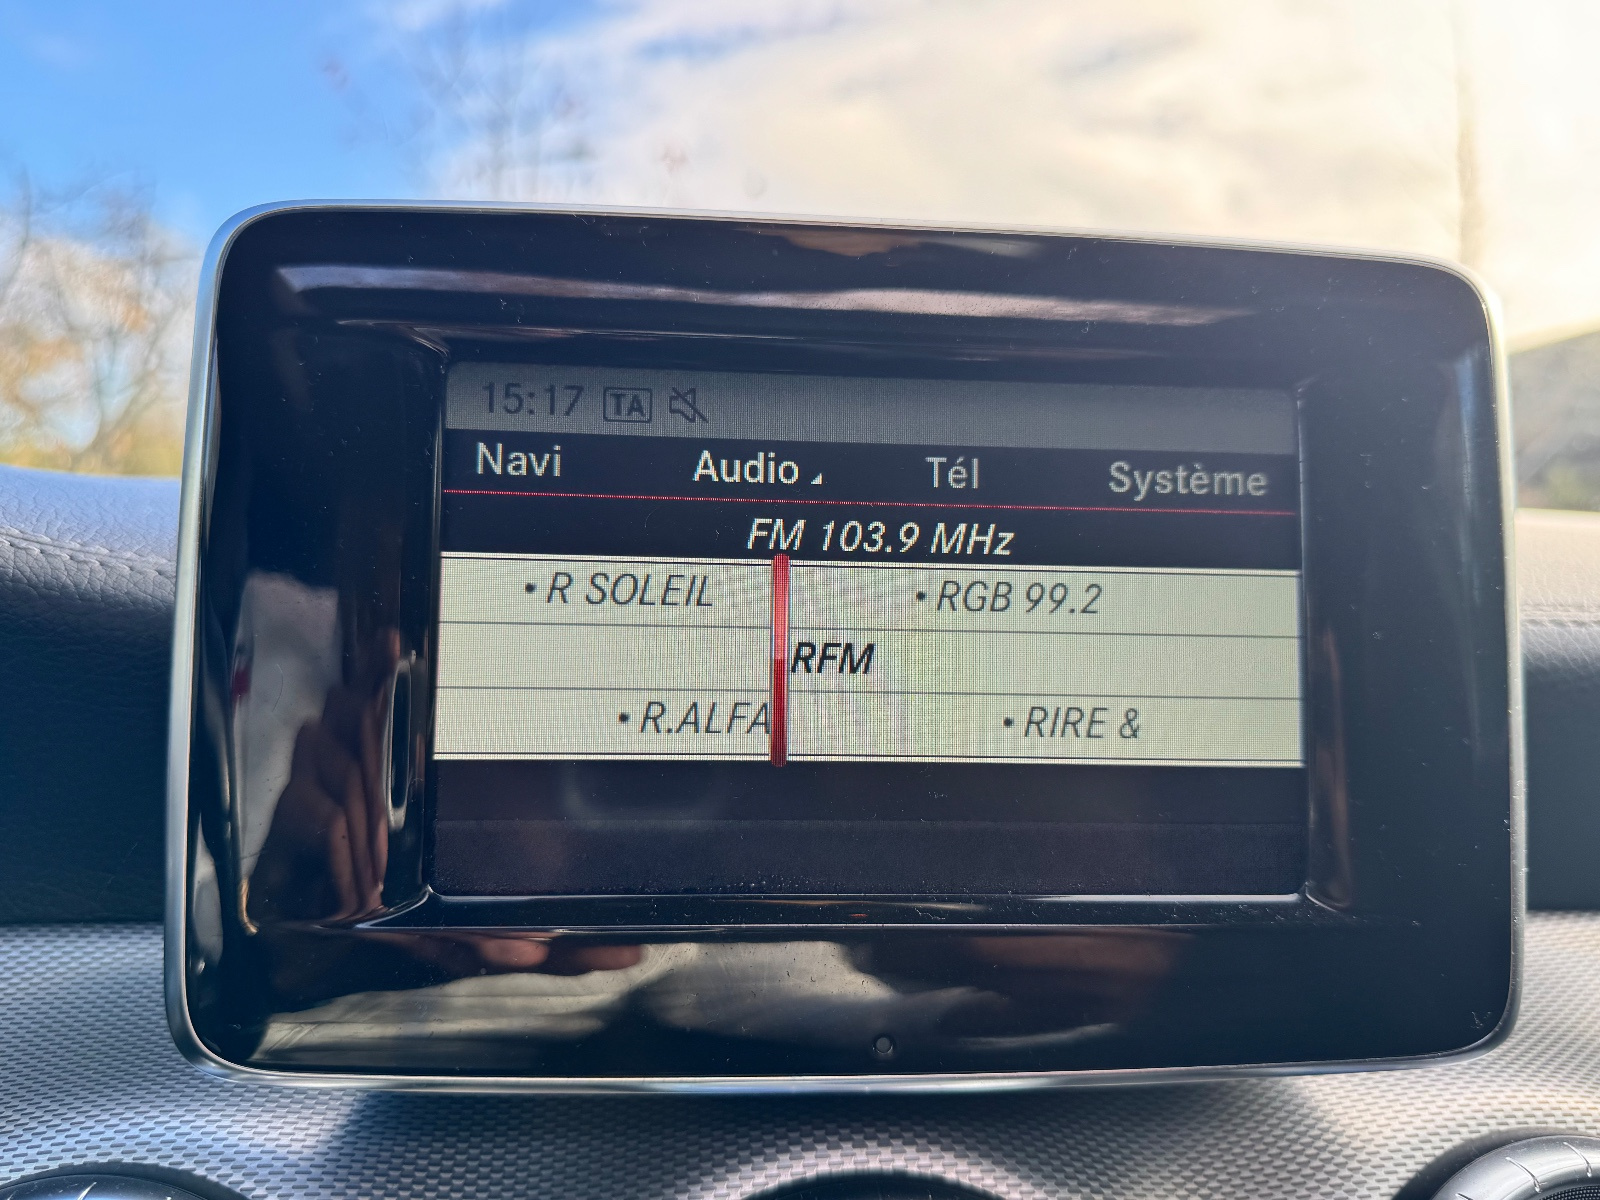 15:17 TA
Navi Audio Tél Système
FM 103.9 MHz
• R SOLEIL • RGB 99.2
RFM
• R.ALFA • RIRE &